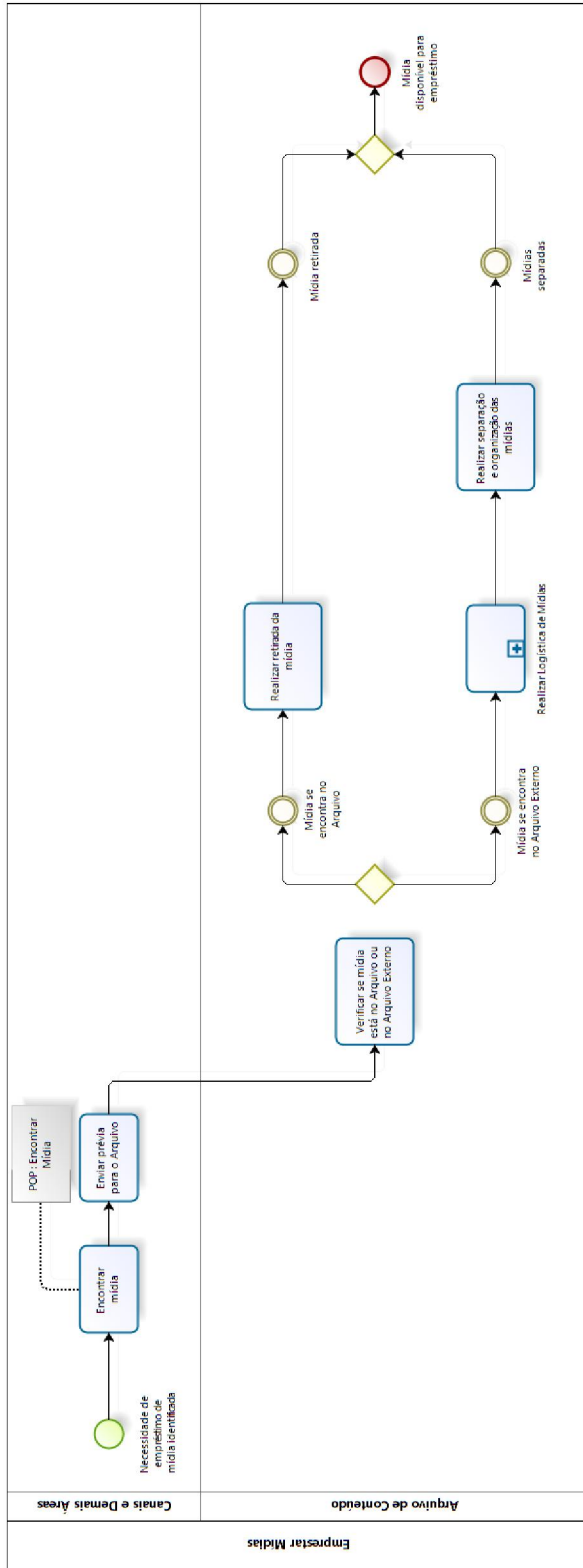 Emprestar Mídias
Canais e Demais Áreas
Necessidade de
empréstimo de
mídia identificada
Encontrar
mídia
POP: Encontrar
Mídia
Enviar prévia
para o Arquivo
Arquivo de Conteúdo
Verificar se mídia
está no Arquivo ou
no Arquivo Externo
Mídia se
encontra no
Arquivo
Realizar retirada da
mídia
Mídia retirada
Mídia se encontra
no Arquivo Externo
Realizar Logística de Mídias
Realizar separação
e organização das
mídias
Mídias
separadas
Mídia
disponível para
empréstimo